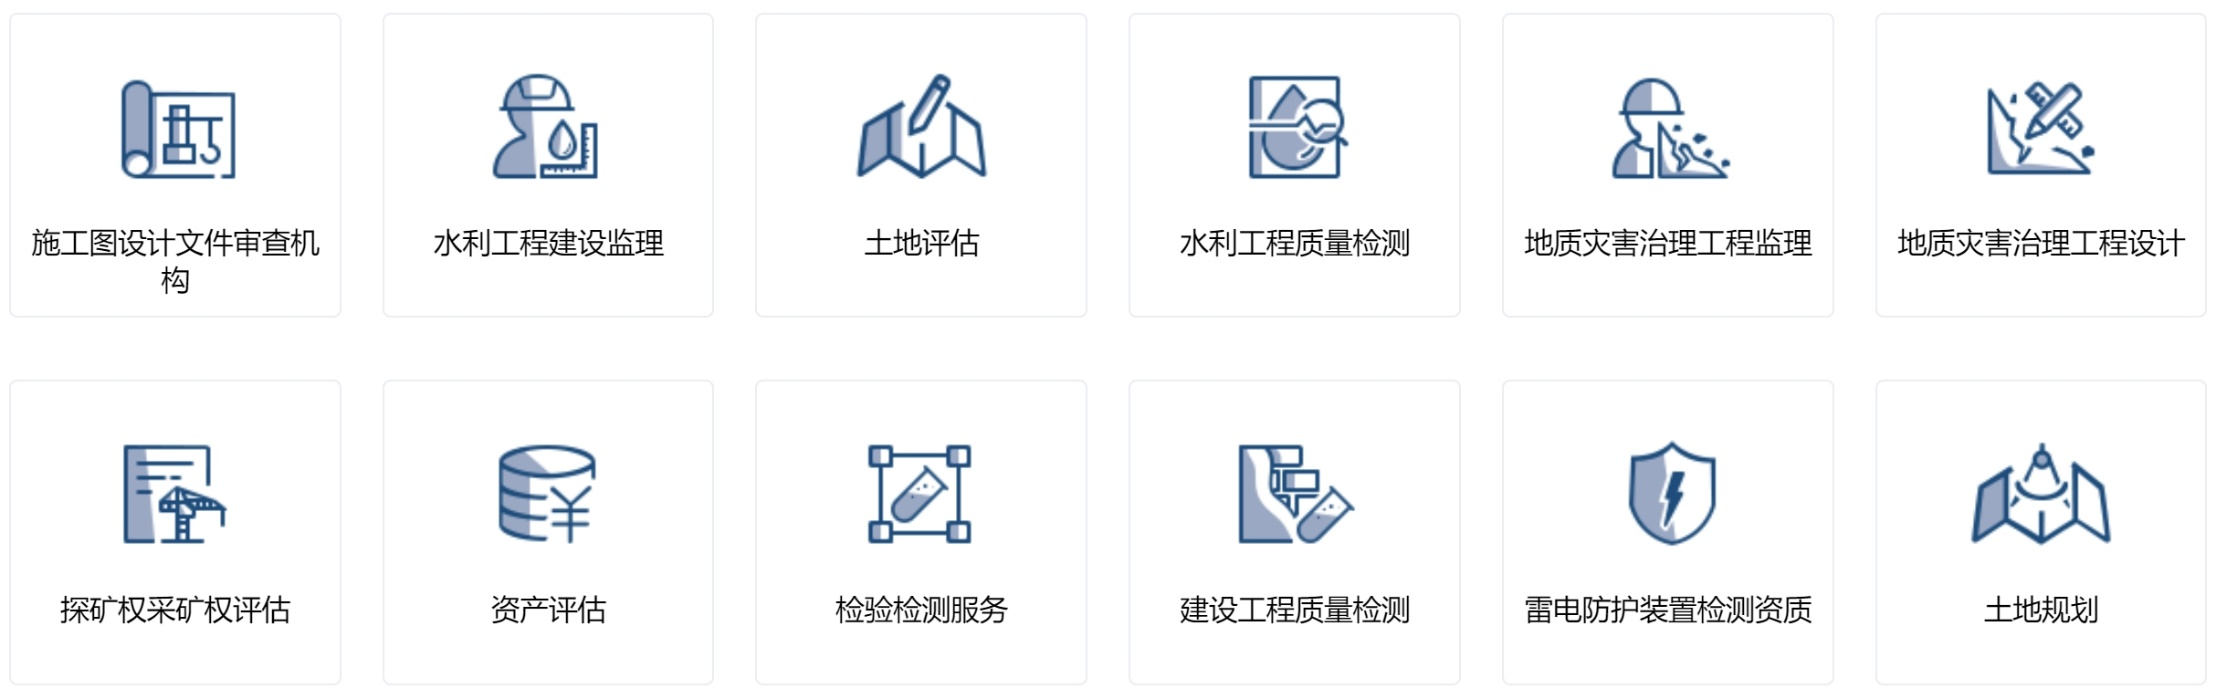 施工图设计文件审查机
构
水利工程建设监理
土地评估
水利工程质量检测
地质灾害治理工程监理
地质灾害治理工程设计
探矿权采矿权评估
资产评估
检验检测服务
建设工程质量检测
雷电防护装置检测资质
土地规划